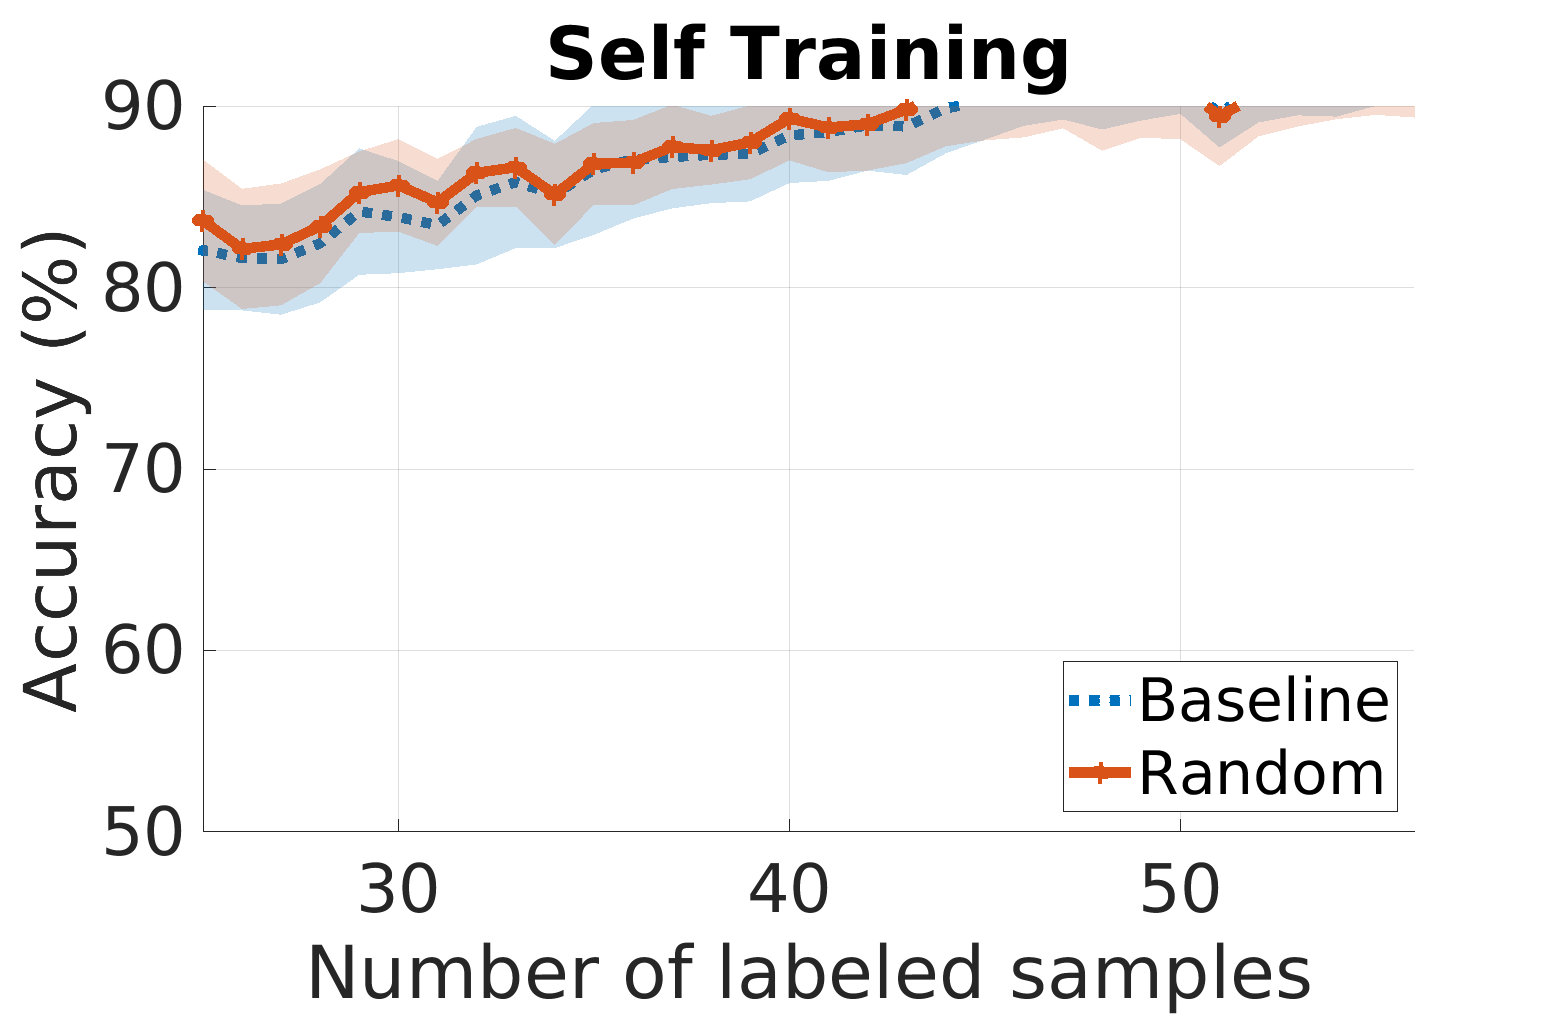 Self Training
Accuracy (%)
90
80
70
60
50
30 40 50
Number of labeled samples
Baseline
Random